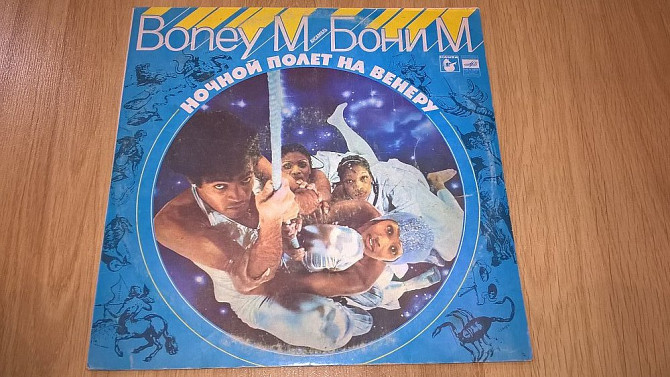 Boney M Бони М
НОЧНОЙ ПОЛЕТ НА ВЕНЕРУ